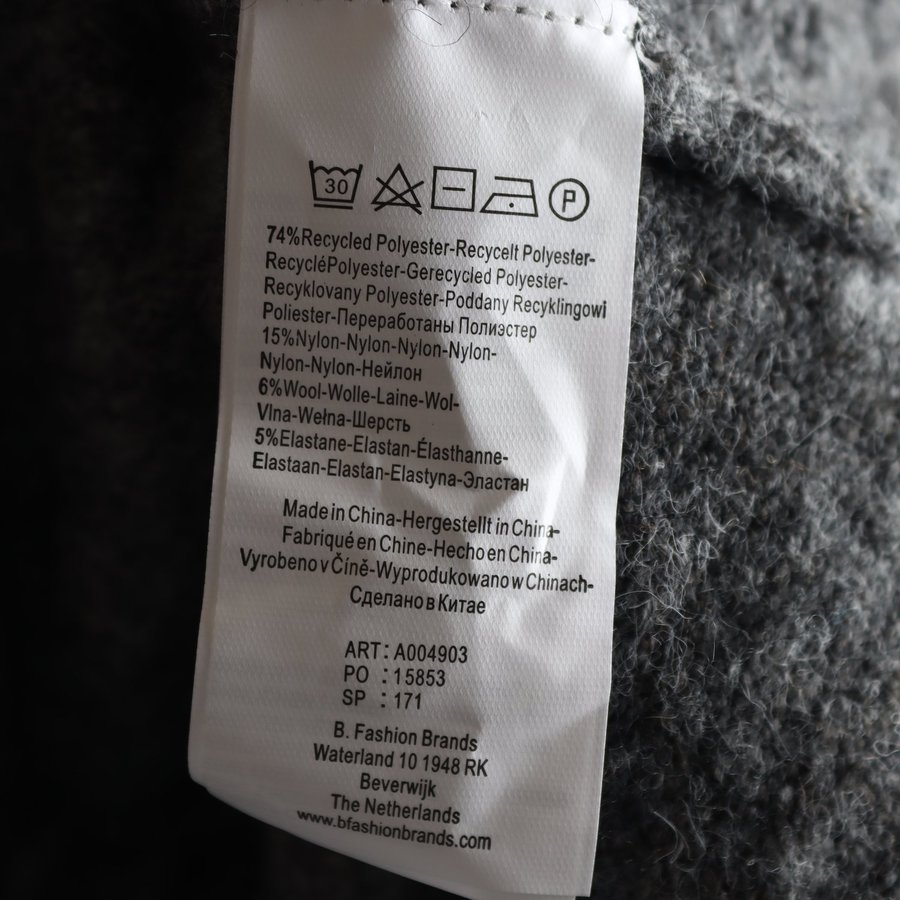 30 P
74%Recycled Polyester-Recycelt Polyester-
RecycléPolyester-Gerecycled Polyester-
Recyklovany Polyester-Poddany Recyklingowi
Poliester-Переработаны Полиэстер
15%Nylon-Nylon-Nylon-Nylon-
Nylon-Nylon-Нейлон
6%Wool-Wolle-Laine-Wol-
Vlna-Wełna-Шерсть
5%Elastane-Elastan-Élasthanne-
Elastaan-Elastan-Elastyna-Эластан
Made in China-Hergestellt in China-
Fabriqué en Chine-Hecho en China-
Vyrobeno v Číně-Wyprodukowano w Chinach-
Сделано в Китае
ART: A004903
PO : 15853
SP : 171
B. Fashion Brands
Waterland 10 1948 RK
Beverwijk
The Netherlands
www.bfashionbrands.com